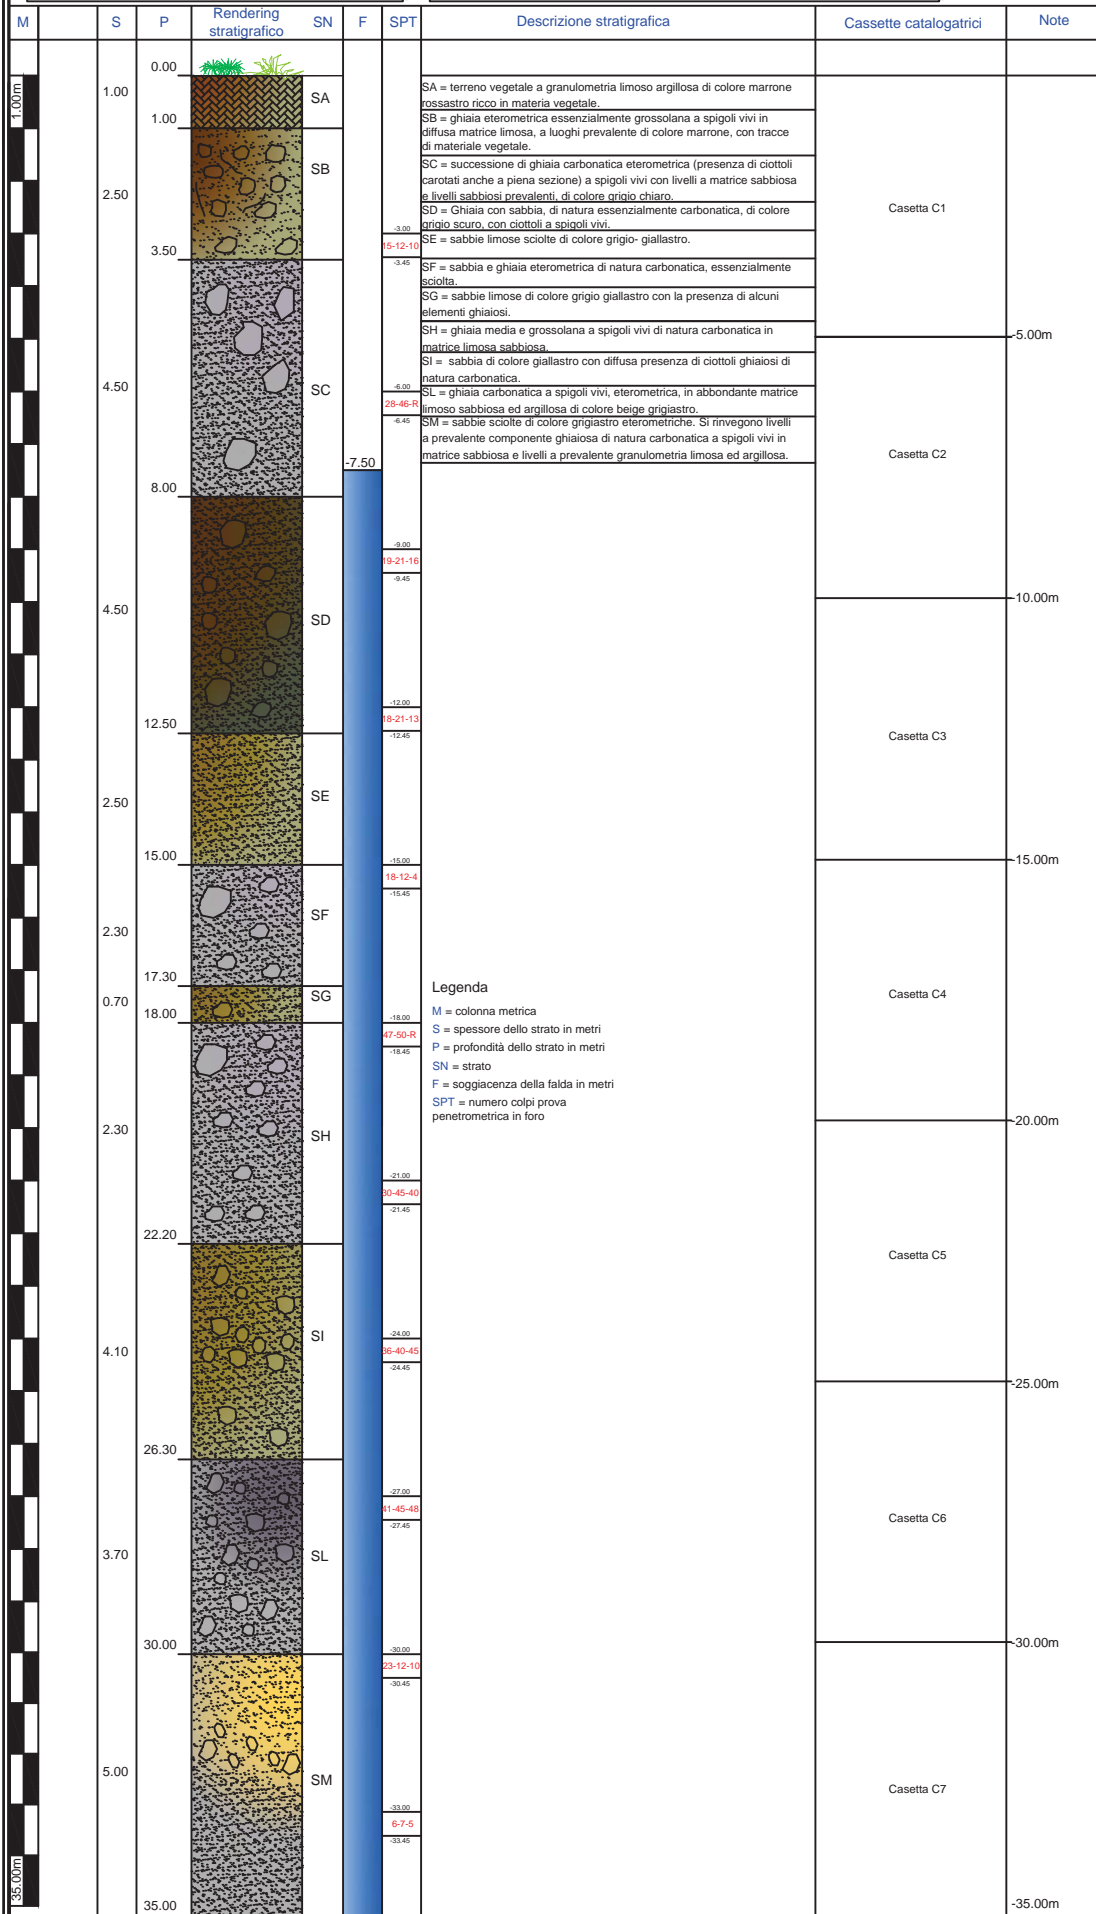 M S P Rendering SN F SPT Descrizione stratigrafica Cassette catalogatrici Note
stratigrafico
0.00
1.00m
1.00
SA
1.00
SB
2.50
3.50
SC
4.50
8.00
SD
4.50
12.50
SE
2.50
15.00
SF
2.30
17.30
SG
0.70
18.00
SH
2.30
22.20
SI
4.10
26.30
SL
3.70
30.00
SM
5.00
35.00m
35.00
-7.50
-3.00
15-12-10
-3.45
-6.00
28-46-R
-6.45
-9.00
19-21-16
-9.45
-12.00
18-21-13
-12.45
-15.00
18-12-4
-15.45
-18.00
47-50-R
-18.45
-21.00
30-45-40
-21.45
-24.00
36-40-45
-24.45
-27.00
41-45-48
-27.45
-30.00
23-12-10
-30.45
-33.00
6-7-5
-33.45
SA = terreno vegetale a granulometria limoso argillosa di colore marrone
rossastro ricco in materia vegetale.
SB = ghiaia eterometrica essenzialmente grossolana a spigoli vivi in
diffusa matrice limosa, a luoghi prevalente di colore marrone, con tracce
di materiale vegetale.
SC = successione di ghiaia carbonatica eterometrica (presenza di ciottoli
carotati anche a piena sezione) a spigoli vivi con livelli a matrice sabbiosa
e livelli sabbiosi prevalenti, di colore grigio chiaro.
SD = Ghiaia con sabbia, di natura essenzialmente carbonatica, di colore
grigio scuro, con ciottoli a spigoli vivi.
SE = sabbie limose sciolte di colore grigio- giallastro.
SF = sabbia e ghiaia eterometrica di natura carbonatica, essenzialmente
sciolta.
SG = sabbie limose di colore grigio giallastro con la presenza di alcuni
elementi ghiaiosi.
SH = ghiaia media e grossolana a spigoli vivi di natura carbonatica in
matrice limosa sabbiosa.
SI = sabbia di colore giallastro con diffusa presenza di ciottoli ghiaiosi di
natura carbonatica.
SL = ghiaia carbonatica a spigoli vivi, eterometrica, in abbondante matrice
limoso sabbiosa ed argillosa di colore beige grigiastro.
SM = sabbie sciolte di colore grigiastro eterometriche. Si rinvegono livelli
a prevalente componente ghiaiosa di natura carbonatica a spigoli vivi in
matrice sabbiosa e livelli a prevalente granulometria limosa ed argillosa.
Legenda
M = colonna metrica
S = spessore dello strato in metri
P = profondità dello strato in metri
SN = strato
F = soggiacenza della falda in metri
SPT = numero colpi prova
penetrometrica in foro
Casetta C1
-5.00m
Casetta C2
-10.00m
Casetta C3
-15.00m
Casetta C4
-20.00m
Casetta C5
-25.00m
Casetta C6
-30.00m
Casetta C7
-35.00m